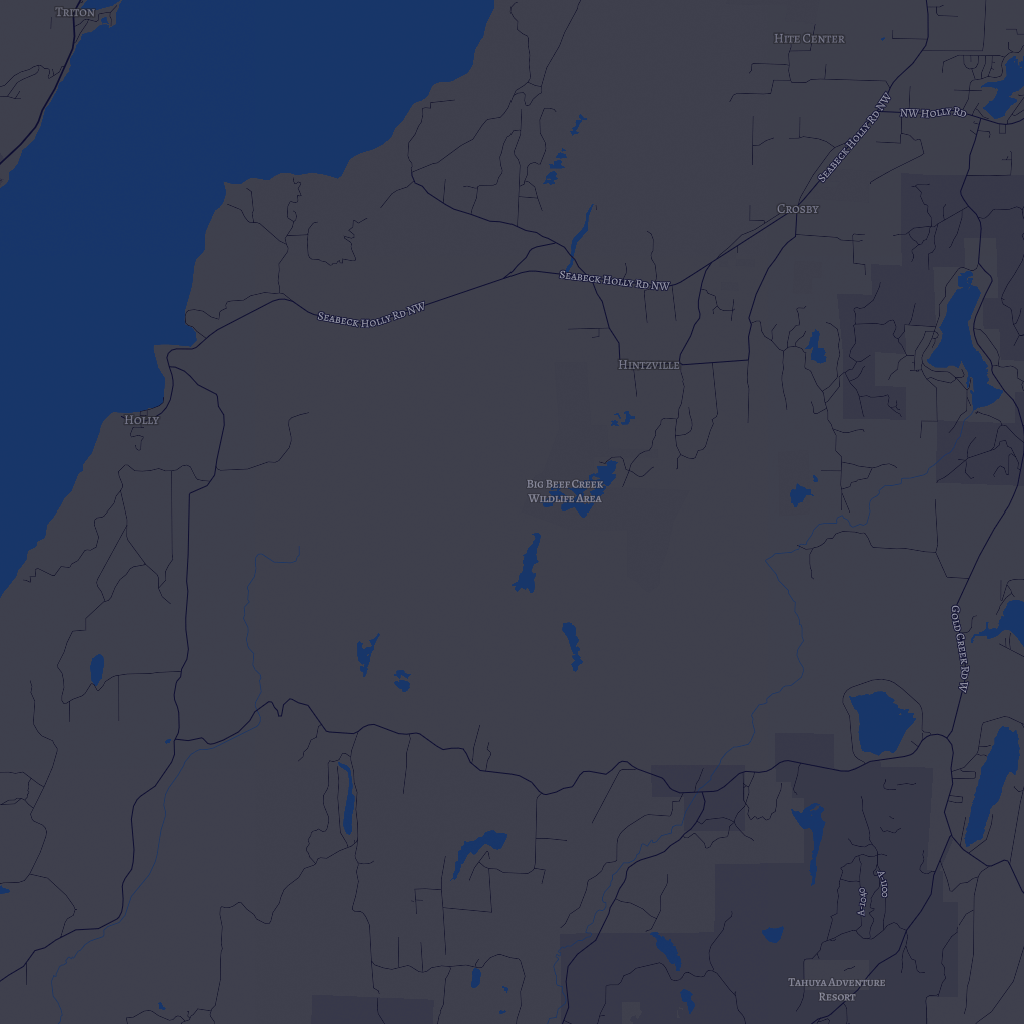 Triton
Hite Center
NW Holly Rd
Seabeck Holly Rd NW
Crosby
Seabeck Holly Rd NW
Seabeck Holly Rd NW
Hintzville
Holly
Big Beef Creek
Wildlife Area
Gold Creek Rd W
A-1040
A-1100
Tahuya Adventure
Resort